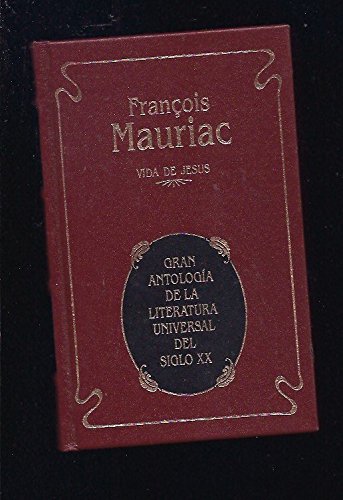 François
Mauriac
VIDA DE JESUS
GRAN
ANTOLOGÍA
DE LA
LITERATURA
UNIVERSAL
DEL
SIGLO XX